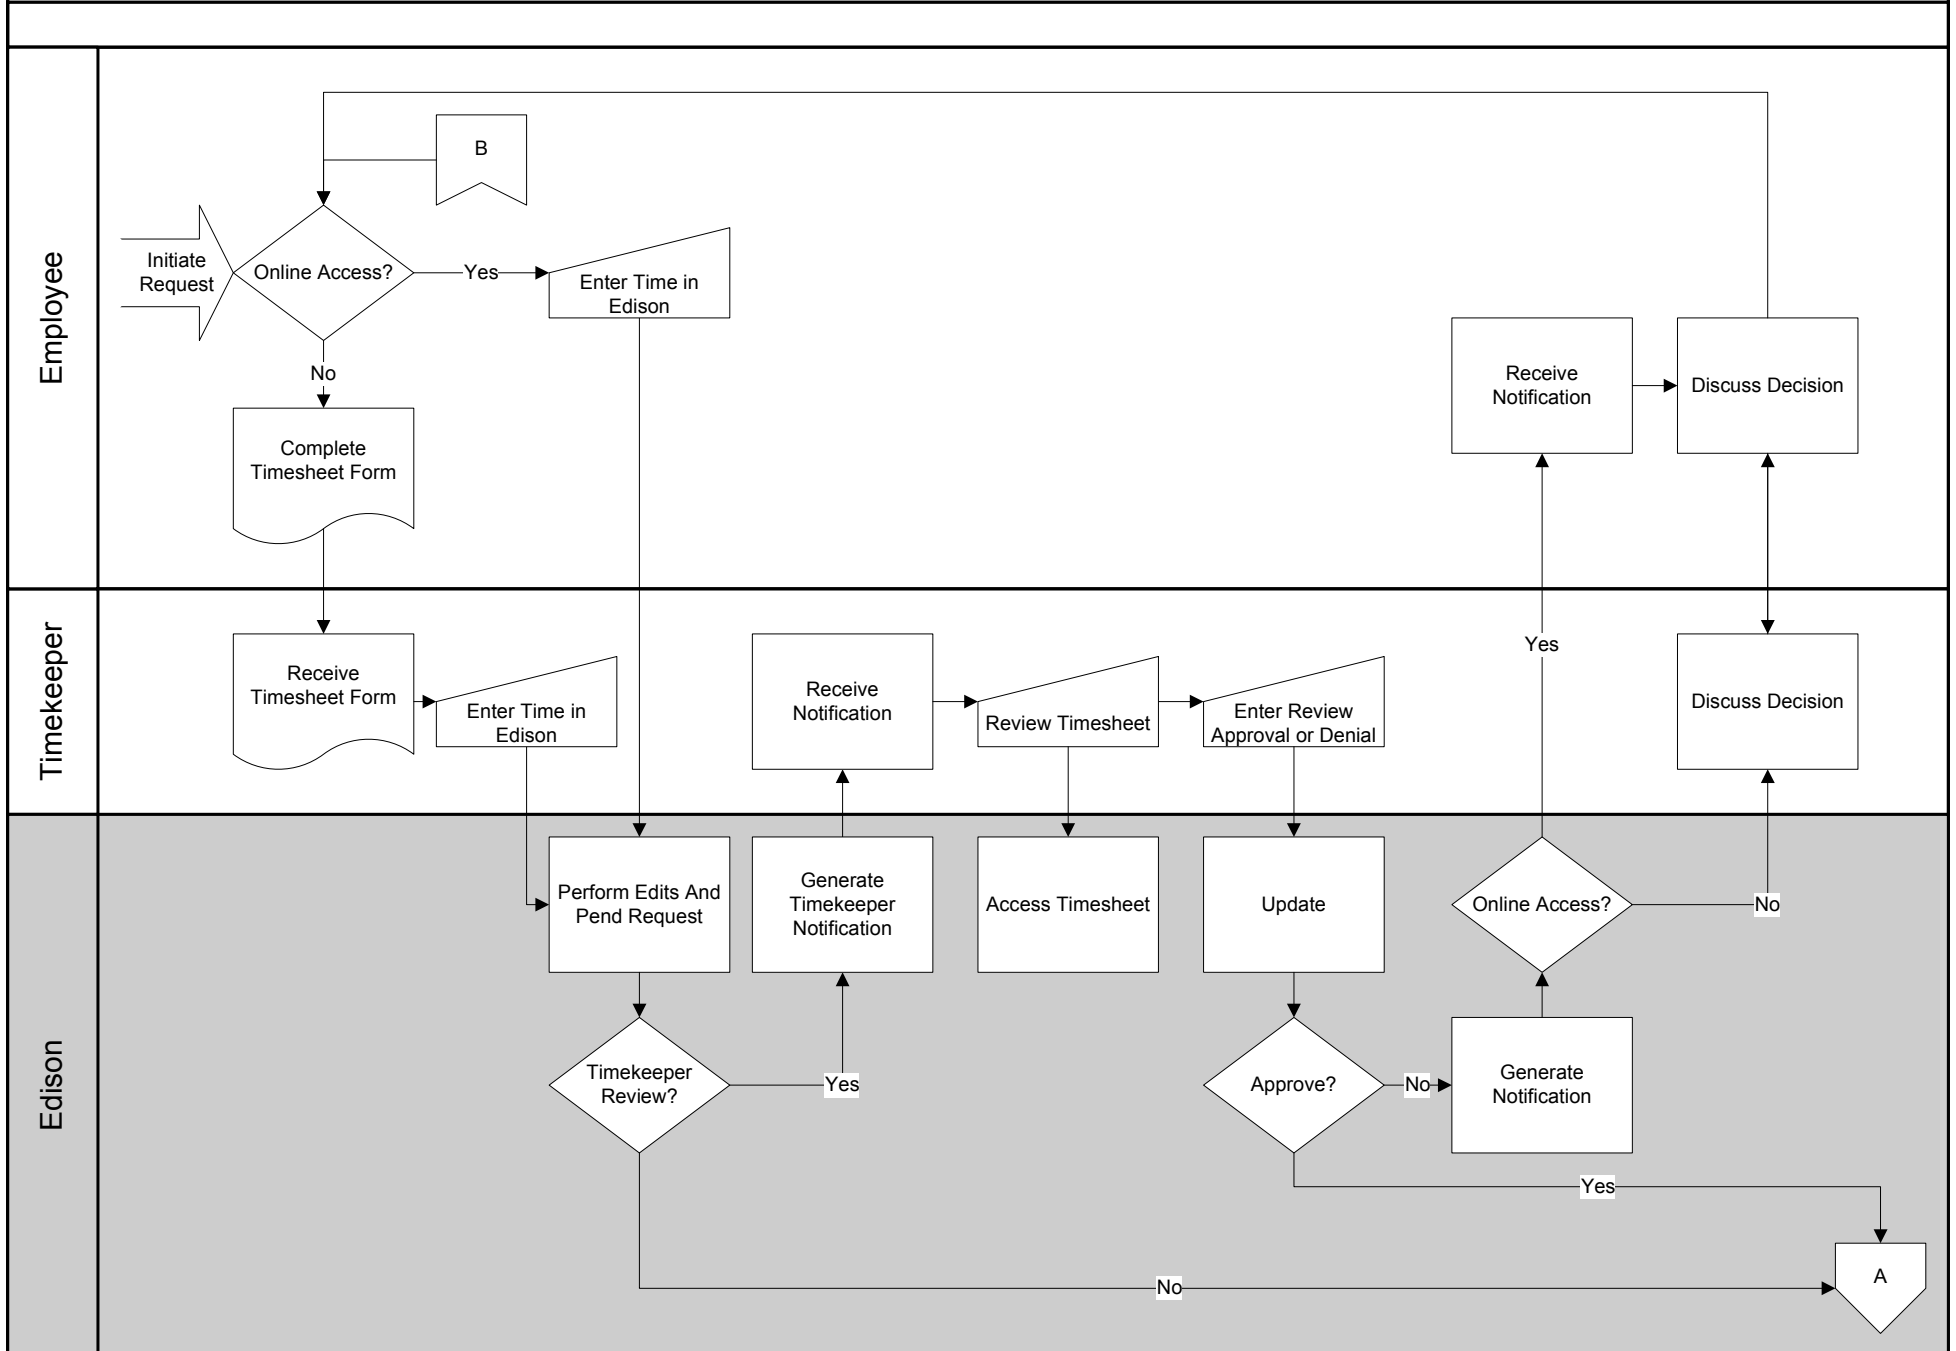 Employee
B
Initiate
Request
Online Access?
Yes
Enter Time in
Edison
No
Complete
Timesheet Form
Receive
Notification
Discuss Decision
Timekeeper
Receive
Timesheet Form
Enter Time in
Edison
Receive
Notification
Review Timesheet
Enter Review
Approval or Denial
Yes
Discuss Decision
Edison
Perform Edits And
Pend Request
Generate
Timekeeper
Notification
Access Timesheet
Update
Online Access?
No
Timekeeper
Review?
Yes
Approve?
No
Generate
Notification
Yes
No
A